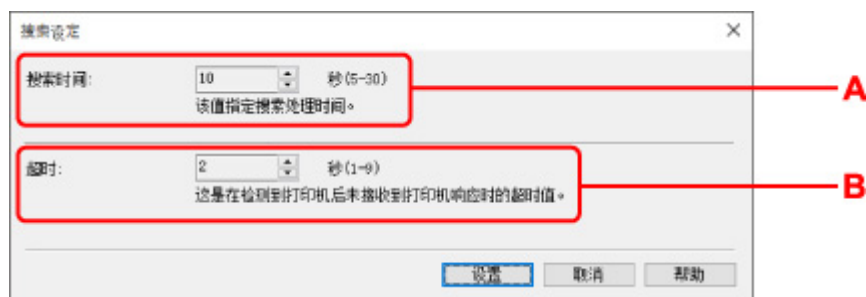 搜索设定
搜索时间: 10 秒(5-30)
该值指定搜索处理时间。
A
超时: 2 秒(1-9)
这是在检测到打印机后未接收到打印机响应时的超时值。
B
设置 取消 帮助